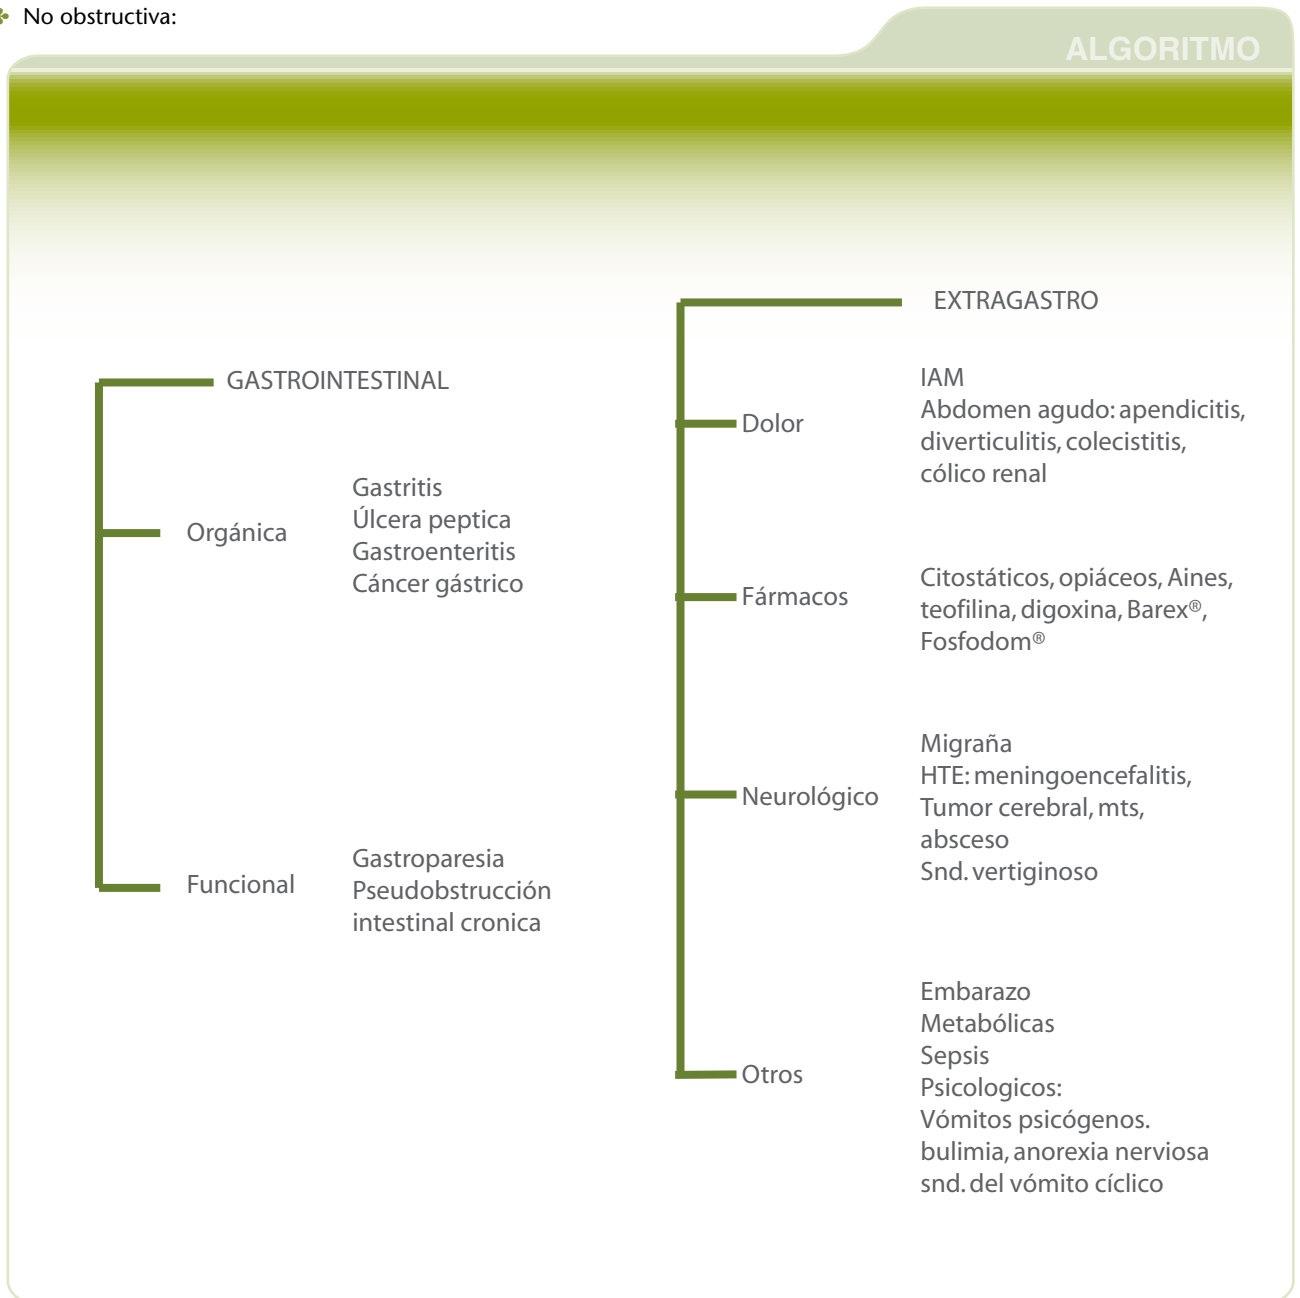 No obstructiva:
ALGORITMO
GASTROINTESTINAL
Orgánica
Gastritis
Úlcera peptica
Gastroenteritis
Cáncer gástrico
Funcional
Gastroparesia
Pseudobstrucción
intestinal cronica
EXTRAGASTRO
Dolor
IAM
Abdomen agudo: apendicitis,
diverticulitis, colecistitis,
cólico renal
Fármacos
Citostáticos, opiáceos, Aines,
teofilina, digoxina, Barex®,
Fosfodom®
Neurológico
Migraña
HTE: meningoencefalitis,
Tumor cerebral, mts,
absceso
Snd. vertiginoso
Otros
Embarazo
Metabólicas
Sepsis
Psicologicos:
Vómitos psicógenos.
bulimia, anorexia nerviosa
snd. del vómito cíclico